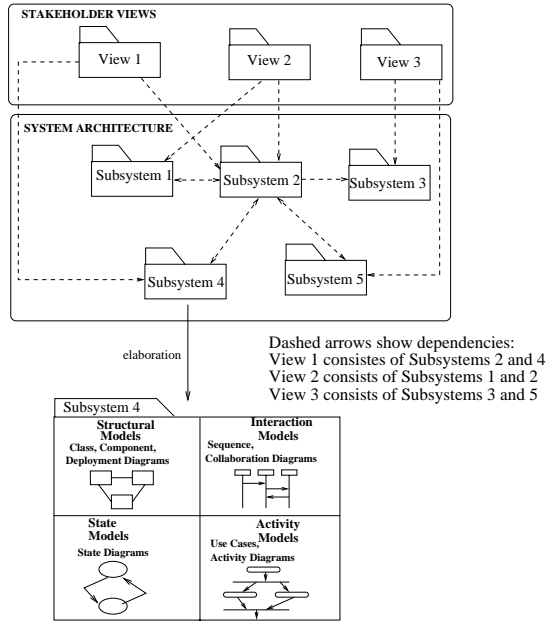 STAKEHOLDER VIEWS
View 1
View 2
View 3
SYSTEM ARCHITECTURE
Subsystem 1
Subsystem 2
Subsystem 3
Subsystem 4
Subsystem 5
elaboration
Dashed arrows show dependencies:
View 1 consistes of Subsystems 2 and 4
View 2 consists of Subsystems 1 and 2
View 3 consists of Subsystems 3 and 5
Subsystem 4
Structural
Models
Class, Component,
Deployment Diagrams
Interaction
Models
Sequence,
Collaboration Diagrams
State
Models
State Diagrams
Activity
Models
Use Cases,
Activity Diagrams